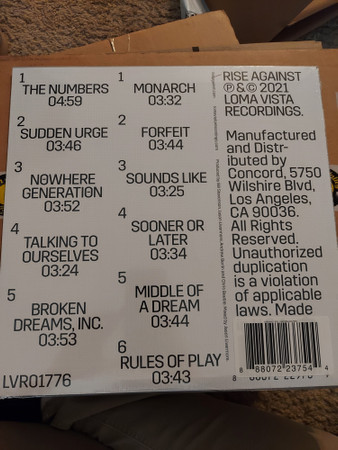 1
THE NUMBERS
04:59
2
SUDDEN URGE
03:46
3
NOWHERE
GENERATION
03:52
4
TALKING TO
OURSELVES
03:24
5
BROKEN
DREAMS, INC.
03:53
LVR01776
1
MONARCH
03:32
2
FORFEIT
03:44
3
SOUNDS LIKE
03:25
4
SOONER OR
LATER
03:34
5
MIDDLE OF
A DREAM
03:44
6
RULES OF PLAY
03:43
RISE AGAINST
℗&© 2021
LOMA VISTA
RECORDINGS.
Manufactured
and Distr-
ibuted by
Concord, 5750
Wilshire Blvd,
Los Angeles,
CA 90036.
All Rights
Reserved.
Unauthorized
duplication
is a violation
of applicable
laws. Made
8 88072 23754 4